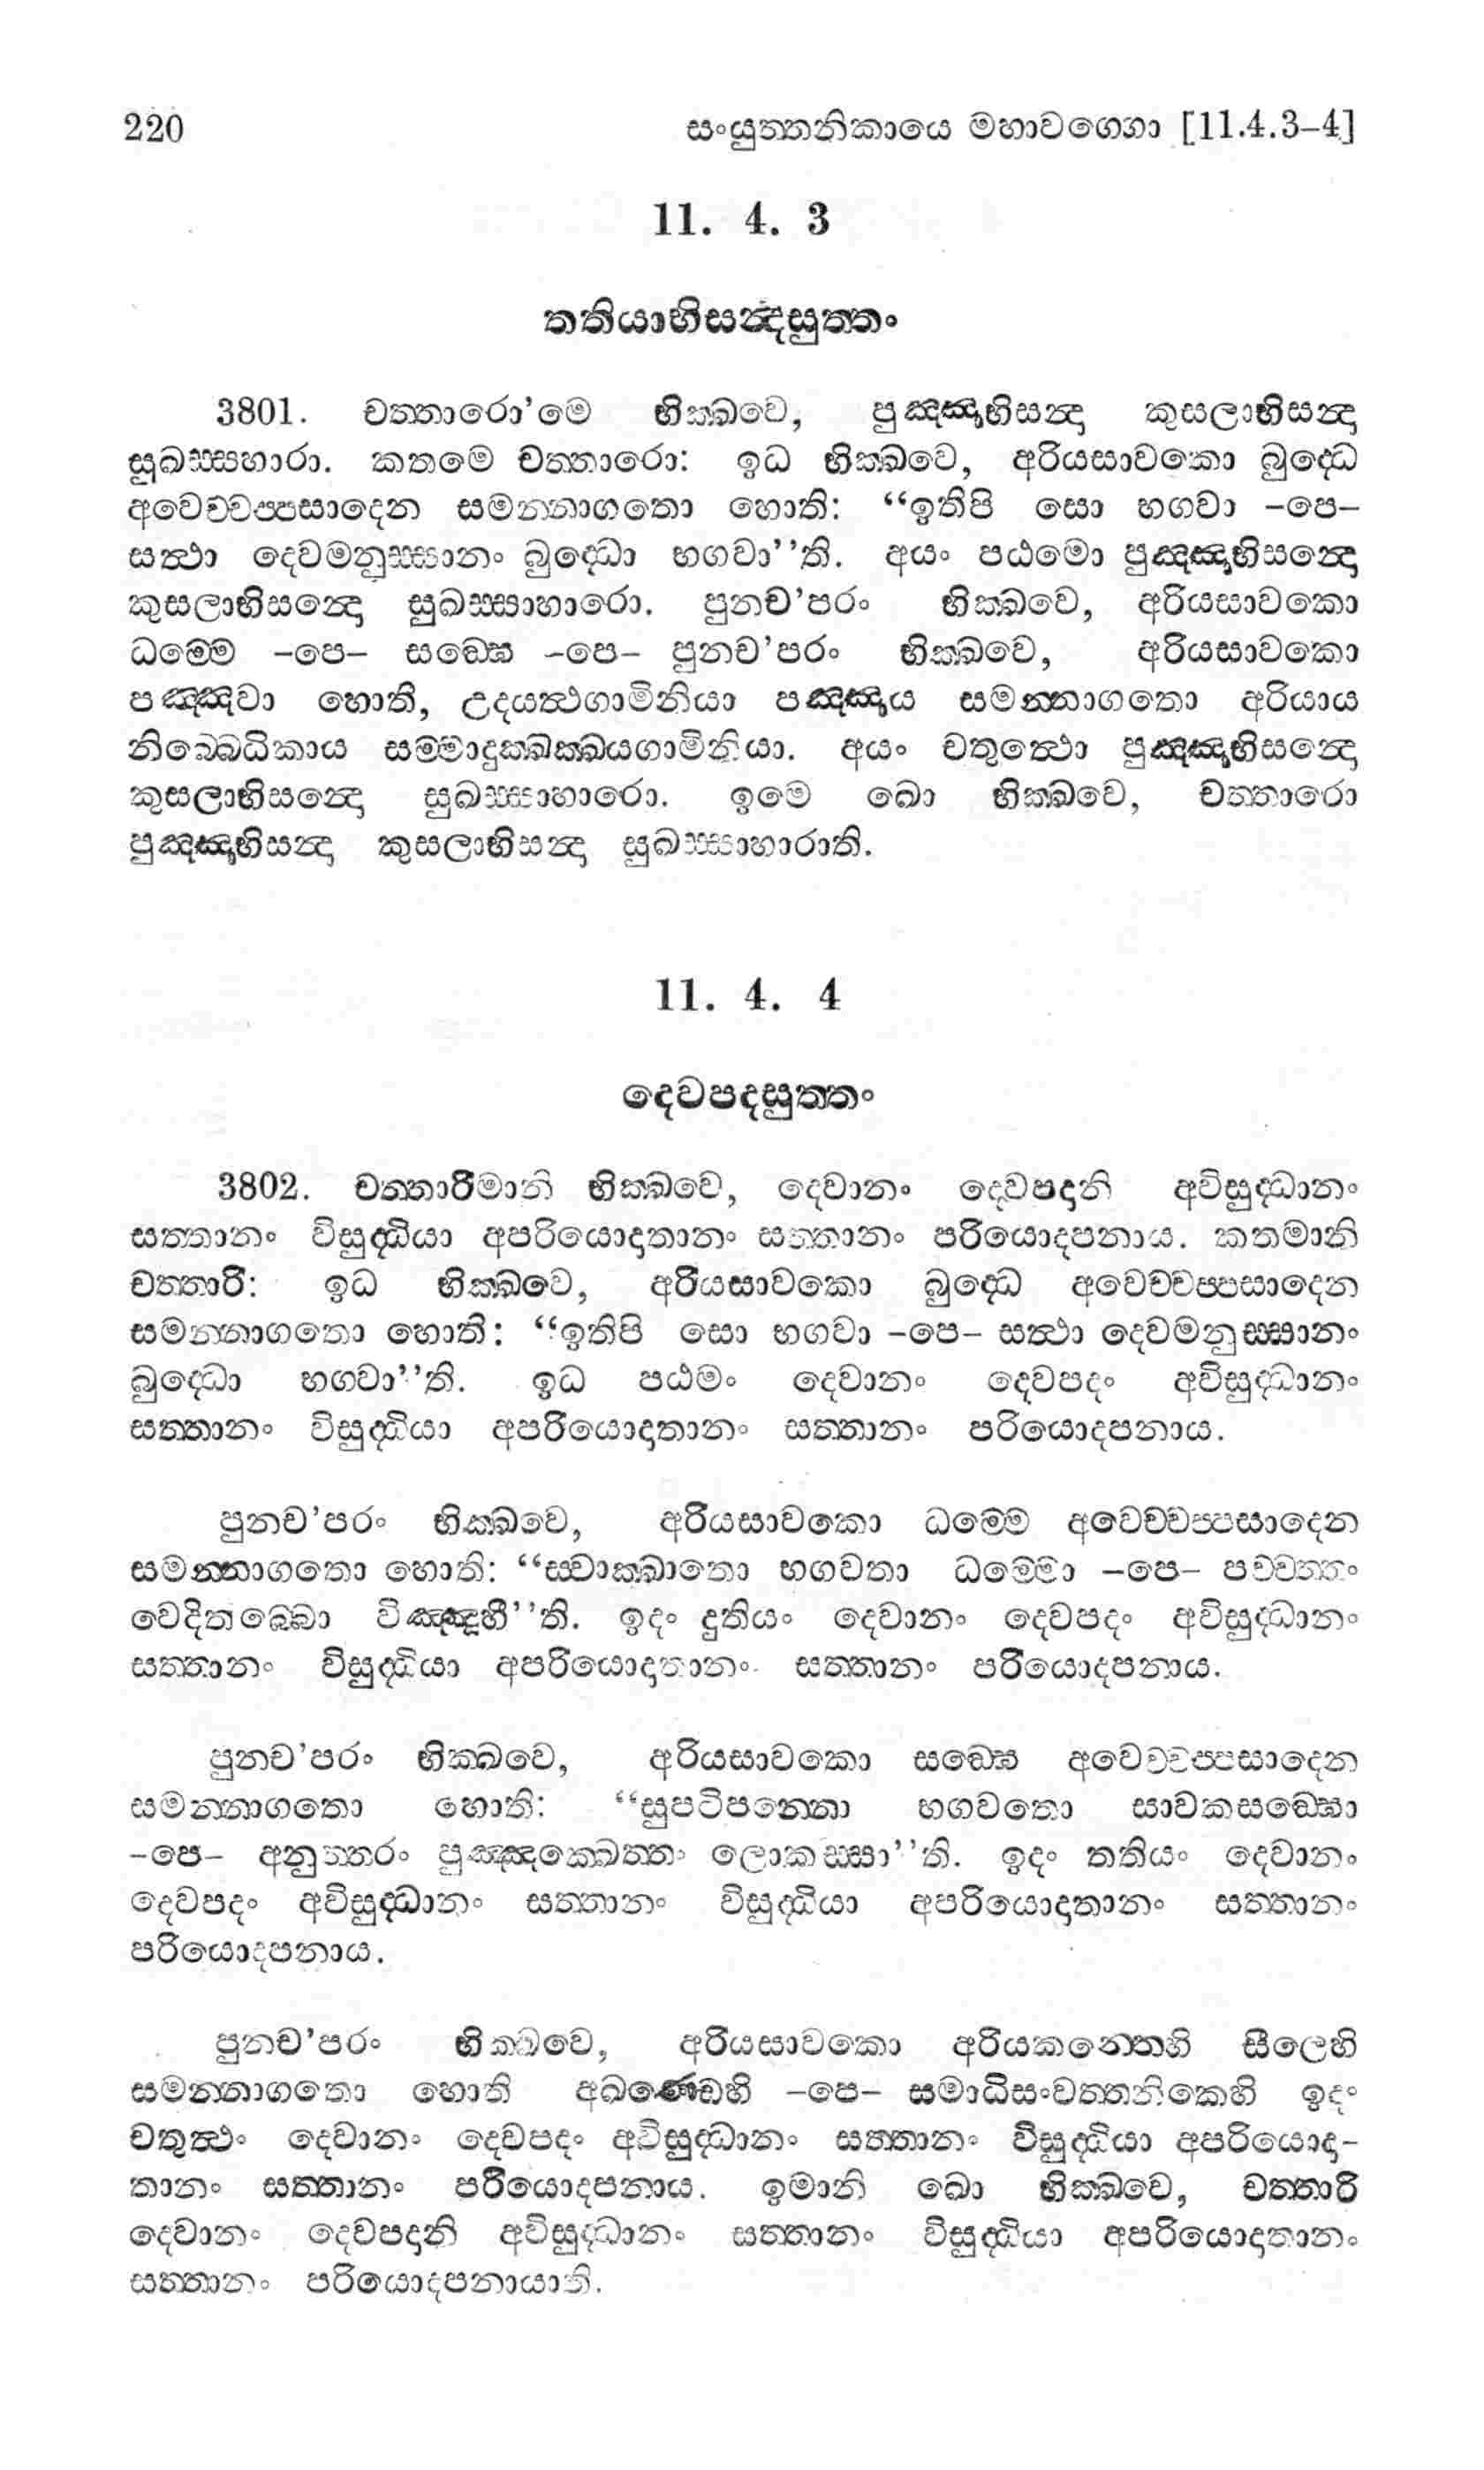 220 සංයුත්තනිකායෙ මහාවග්ගො [11.4.3–4]
11. 4. 3
තතියාභිසන්දසුත්තං
3801. චත්තාරො’මෙ භික්ඛවෙ, පුඤ්ඤාභිසන්දා කුසලාභිසන්දා
සුඛස්සහාරා. කතමෙ චත්තාරො: ඉධ භික්ඛවෙ, අරියසාවකො බුද්ධෙ
අවෙච්චප්පසාදෙන සමන්නාගතො හොති: “ඉතිපි සො භගවා –පෙ–
සත්ථා දෙවමනුස්සානං බුද්ධො භගවා”ති. අයං පඨමො පුඤ්ඤාභිසන්දො
කුසලාභිසන්දො සුඛස්සාහාරො. පුනච’පරං භික්ඛවෙ, අරියසාවකො
ධම්මෙ –පෙ– සඞ්ඝෙ –පෙ– පුනච’පරං භික්ඛවෙ, අරියසාවකො
පඤ්ඤවා හොති, උදයත්ථගාමිනියා පඤ්ඤාය සමන්නාගතො අරියාය
නිබ්බෙධිකාය සම්මාදුක්ඛක්ඛයගාමිනියා. අයං චතුත්ථො පුඤ්ඤාභිසන්දො
කුසලාභිසන්දො සුඛස්සාහාරො. ඉමෙ ඛො භික්ඛවෙ, චත්තාරො
පුඤ්ඤාභිසන්දා කුසලාභිසන්දා සුඛස්සාහාරාති.
11. 4. 4
දෙවපදසුත්තං
3802. චත්තාරිමානි භික්ඛවෙ, දෙවානං දෙවපදානි අවිසුද්ධානං
සත්තානං විසුද්ධියා අපරියොදාතානං සත්තානං පරියොදපනාය. කතමානි
චත්තාරි: ඉධ භික්ඛවෙ, අරියසාවකො බුද්ධෙ අවෙච්චප්පසාදෙන
සමන්නාගතො හොති: “ඉතිපි සො භගවා –පෙ– සත්ථා දෙවමනුස්සානං
බුද්ධො භගවා”ති. ඉධ පඨමං දෙවානං දෙවපදං අවිසුද්ධානං
සත්තානං විසුද්ධියා අපරියොදාතානං සත්තානං පරියොදපනාය.
පුනච’පරං භික්ඛවෙ, අරියසාවකො ධම්මෙ අවෙච්චප්පසාදෙන
සමන්නාගතො හොති: “ස්වාක්ඛාතො භගවතා ධම්මො –පෙ– පච්චත්තං
වෙදිතබ්බො විඤ්ඤූහී”ති. ඉදං දුතියං දෙවානං දෙවපදං අවිසුද්ධානං
සත්තානං විසුද්ධියා අපරියොදාතානං සත්තානං පරියොදපනාය.
පුනච’පරං භික්ඛවෙ, අරියසාවකො සඞ්ඝෙ අවෙච්චප්පසාදෙන
සමන්නාගතො හොති: “සුපටිපන්නො භගවතො සාවකසඞ්ඝො
–පෙ– අනුත්තරං පුඤ්ඤක්ඛෙත්තං ලොකස්සා”ති. ඉදං තතියං දෙවානං
දෙවපදං අවිසුද්ධානං සත්තානං විසුද්ධියා අපරියොදාතානං සත්තානං
පරියොදපනාය.
පුනච’පරං භික්ඛවෙ, අරියසාවකො අරියකන්තෙහි සීලෙහි
සමන්නාගතො හොති අඛණ්ඩෙහි –පෙ– සමාධිසංවත්තනිකෙහි ඉදං
චතුත්ථං දෙවානං දෙවපදං අවිසුද්ධානං සත්තානං විසුද්ධියා අපරියොදා–
තානං සත්තානං පරියොදපනාය. ඉමානි ඛො භික්ඛවෙ, චත්තාරි
දෙවානං දෙවපදානි අවිසුද්ධානං සත්තානං විසුද්ධියා අපරියොදාතානං
සත්තානං පරියොදපනායාති.